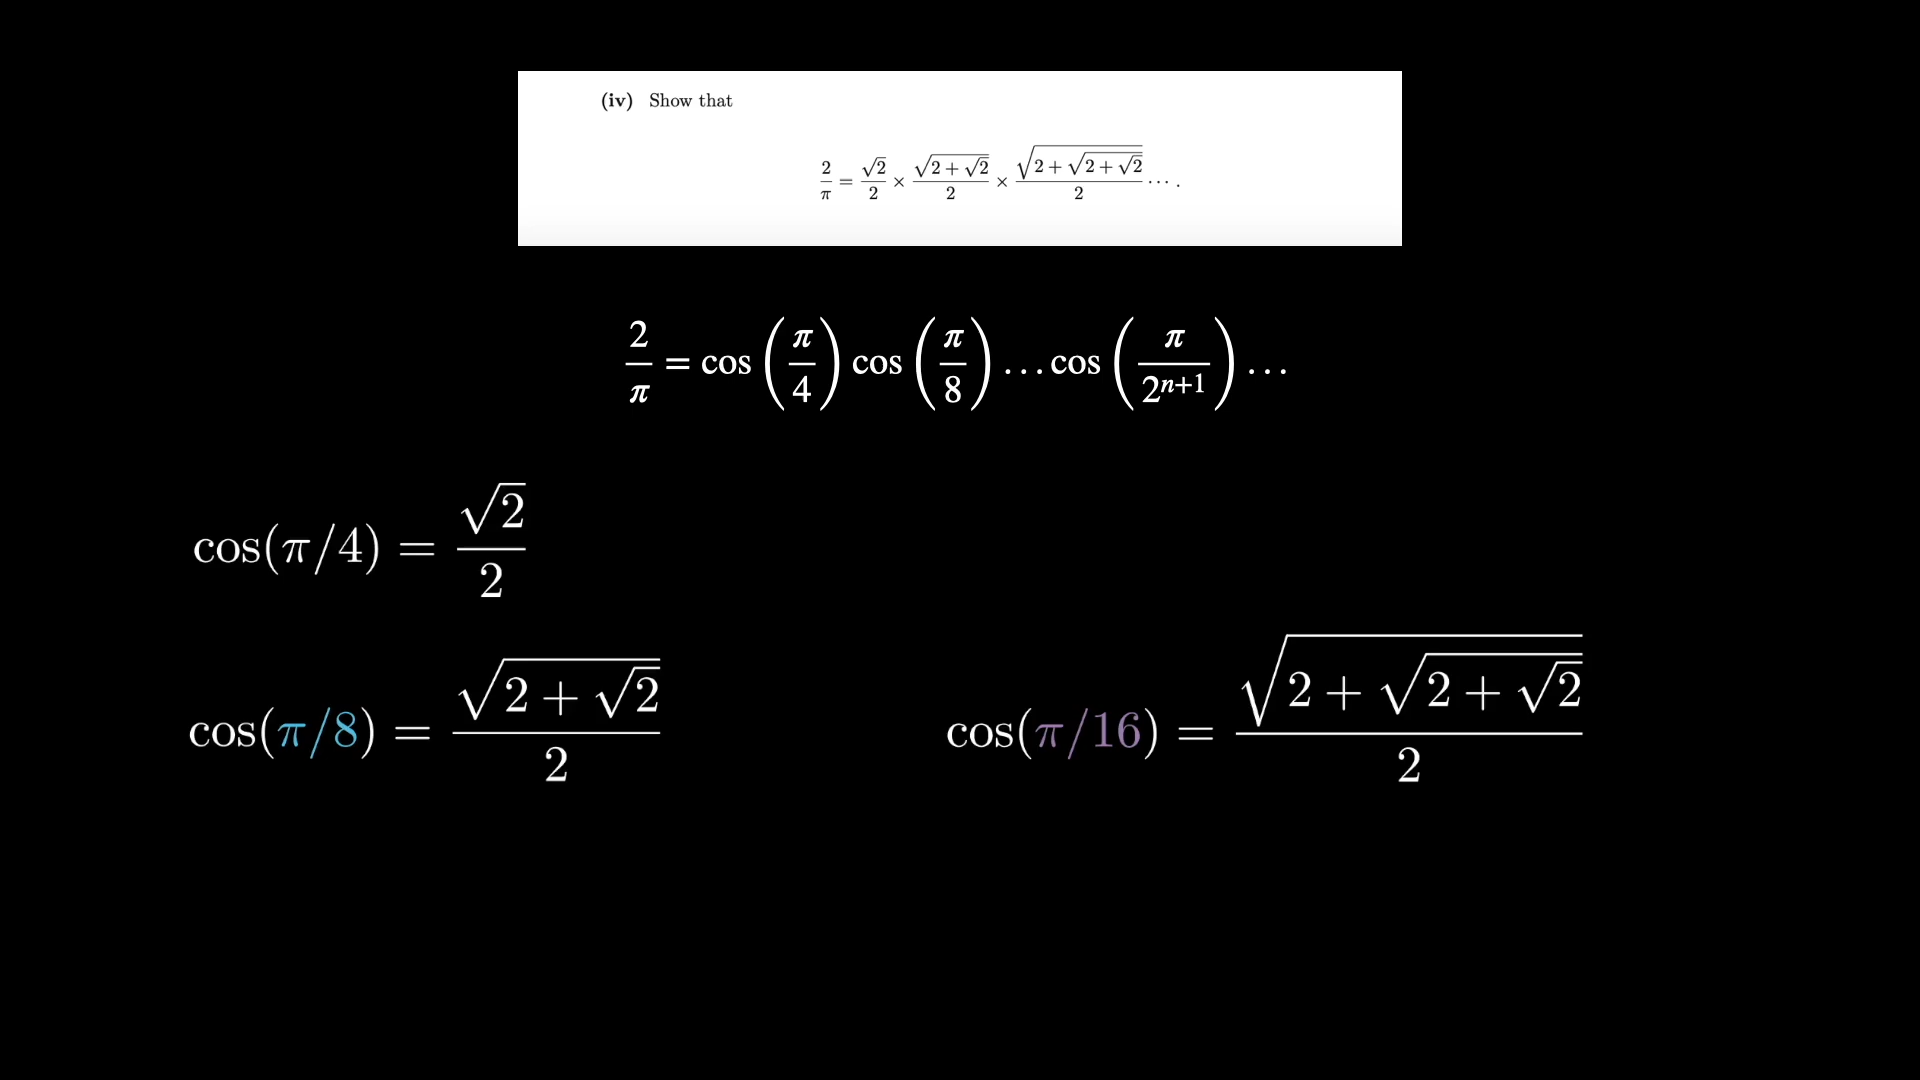 (iv) Show that
2/π = √2/2 × √(2 + √2)/2 × √(2 + √(2 + √2))/2 ⋯ .
2/π = cos(π/4) cos(π/8) … cos(π/2ⁿ⁺¹) …
cos(π/4) = √2/2
cos(π/8) = √(2 + √2)/2
cos(π/16) = √(2 + √(2 + √2))/2